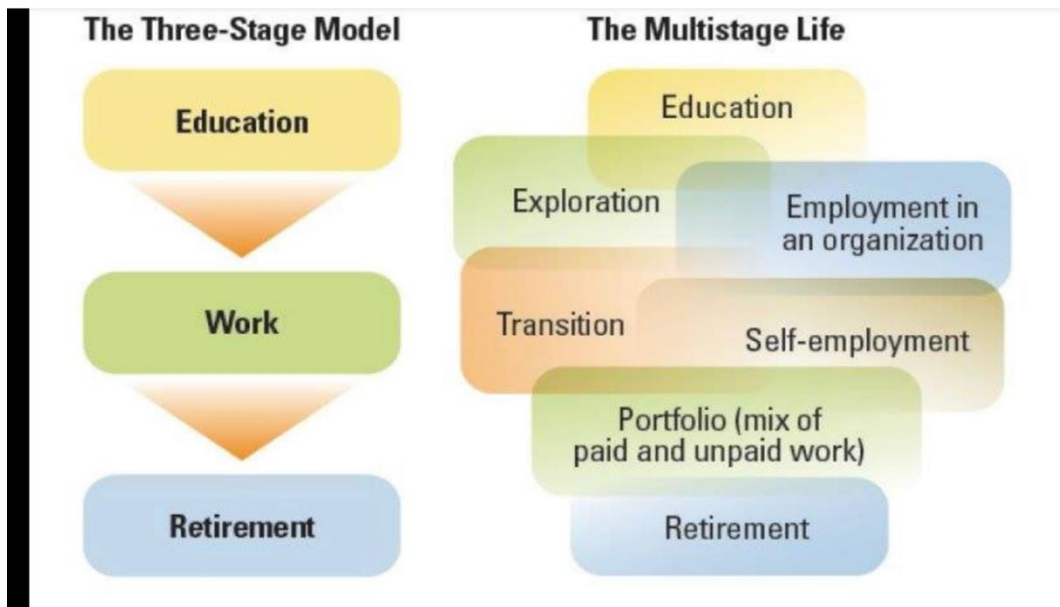 The Three-Stage Model
Education
Work
Retirement
The Multistage Life
Education
Exploration
Employment in
an organization
Transition
Self-employment
Portfolio (mix of
paid and unpaid work)
Retirement